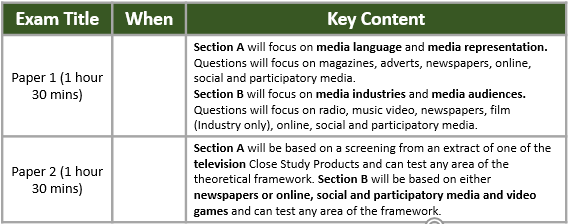 Exam Title When Key Content
Paper 1 (1 hour
30 mins)
Section A will focus on media language and media representation.
Questions will focus on magazines, adverts, newspapers, online,
social and participatory media.
Section B will focus on media industries and media audiences.
Questions will focus on radio, music video, newspapers, film
(Industry only), online, social and participatory media.
Paper 2 (1 hour
30 mins)
Section A will be based on a screening from an extract of one of the
television Close Study Products and can test any area of the
theoretical framework. Section B will be based on either
newspapers or online, social and participatory media and video
games and can test any area of the framework.